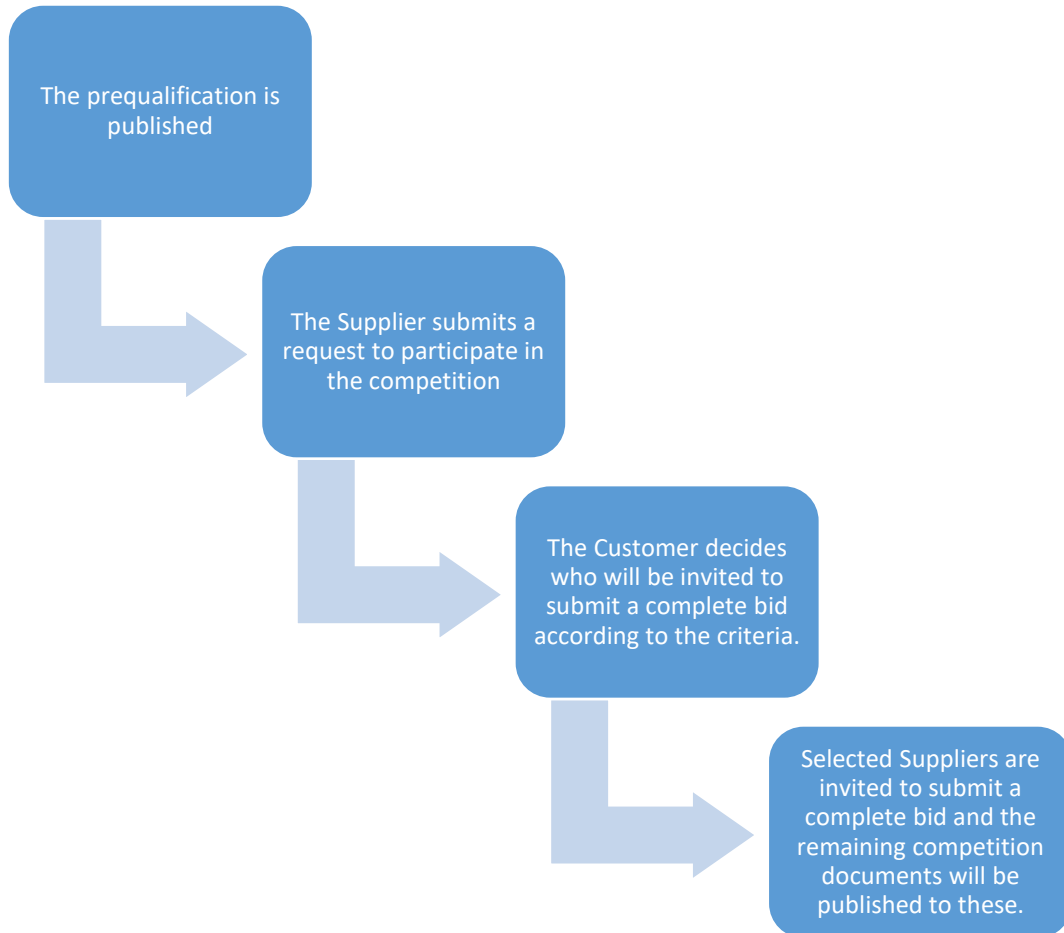 The prequalification is
published
The Supplier submits a
request to participate in
the competition
The Customer decides
who will be invited to
submit a complete bid
according to the criteria.
Selected Suppliers are
invited to submit a
complete bid and the
remaining competition
documents will be
published to these.